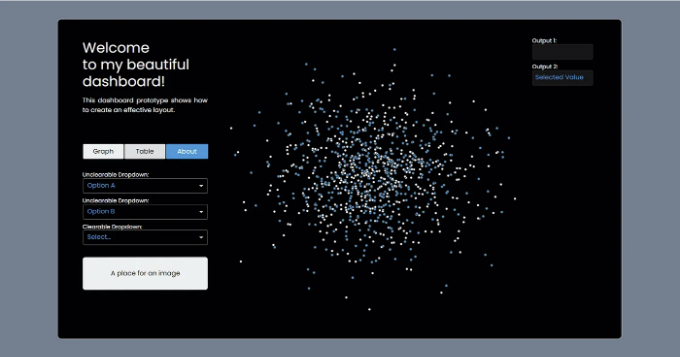 Welcome
to my beautiful
dashboard!
This dashboard prototype shows how
to create an effective layout.
Graph
Table
About
Unclearable Dropdown:
Option A
Unclearable Dropdown:
Option B
Clearable Dropdown:
Select...
A place for an image
Output 1:
Output 2:
Selected Value